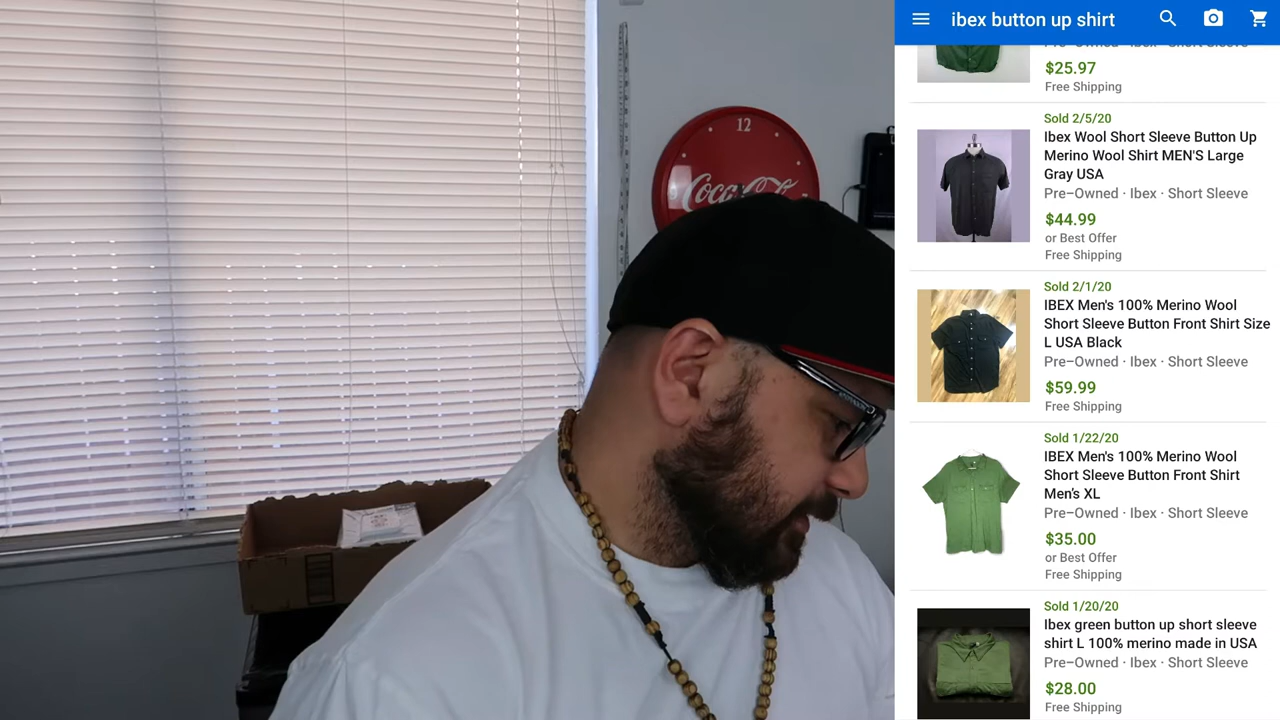 12
Coca-Cola
ibex button up shirt
Pre-Owned · Ibex · Short Sleeve
$25.97
Free Shipping
Sold 2/5/20
Ibex Wool Short Sleeve Button Up
Merino Wool Shirt MEN'S Large
Gray USA
Pre-Owned · Ibex · Short Sleeve
$44.99
or Best Offer
Free Shipping
Sold 2/1/20
IBEX Men's 100% Merino Wool
Short Sleeve Button Front Shirt Size
L USA Black
Pre-Owned · Ibex · Short Sleeve
$59.99
Free Shipping
Sold 1/22/20
IBEX Men's 100% Merino Wool
Short Sleeve Button Front Shirt
Men's XL
Pre-Owned · Ibex · Short Sleeve
$35.00
or Best Offer
Free Shipping
Sold 1/20/20
Ibex green button up short sleeve
shirt L 100% merino made in USA
Pre-Owned · Ibex · Short Sleeve
$28.00
Free Shipping